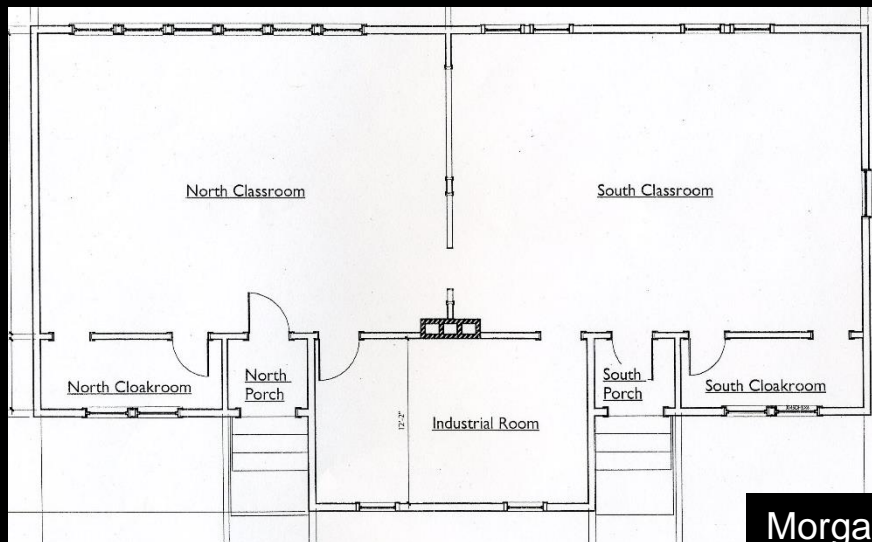 North Classroom
South Classroom
North Cloakroom
North
Porch
South
Porch
South Cloakroom
Industrial Room
12'-2"
Morga